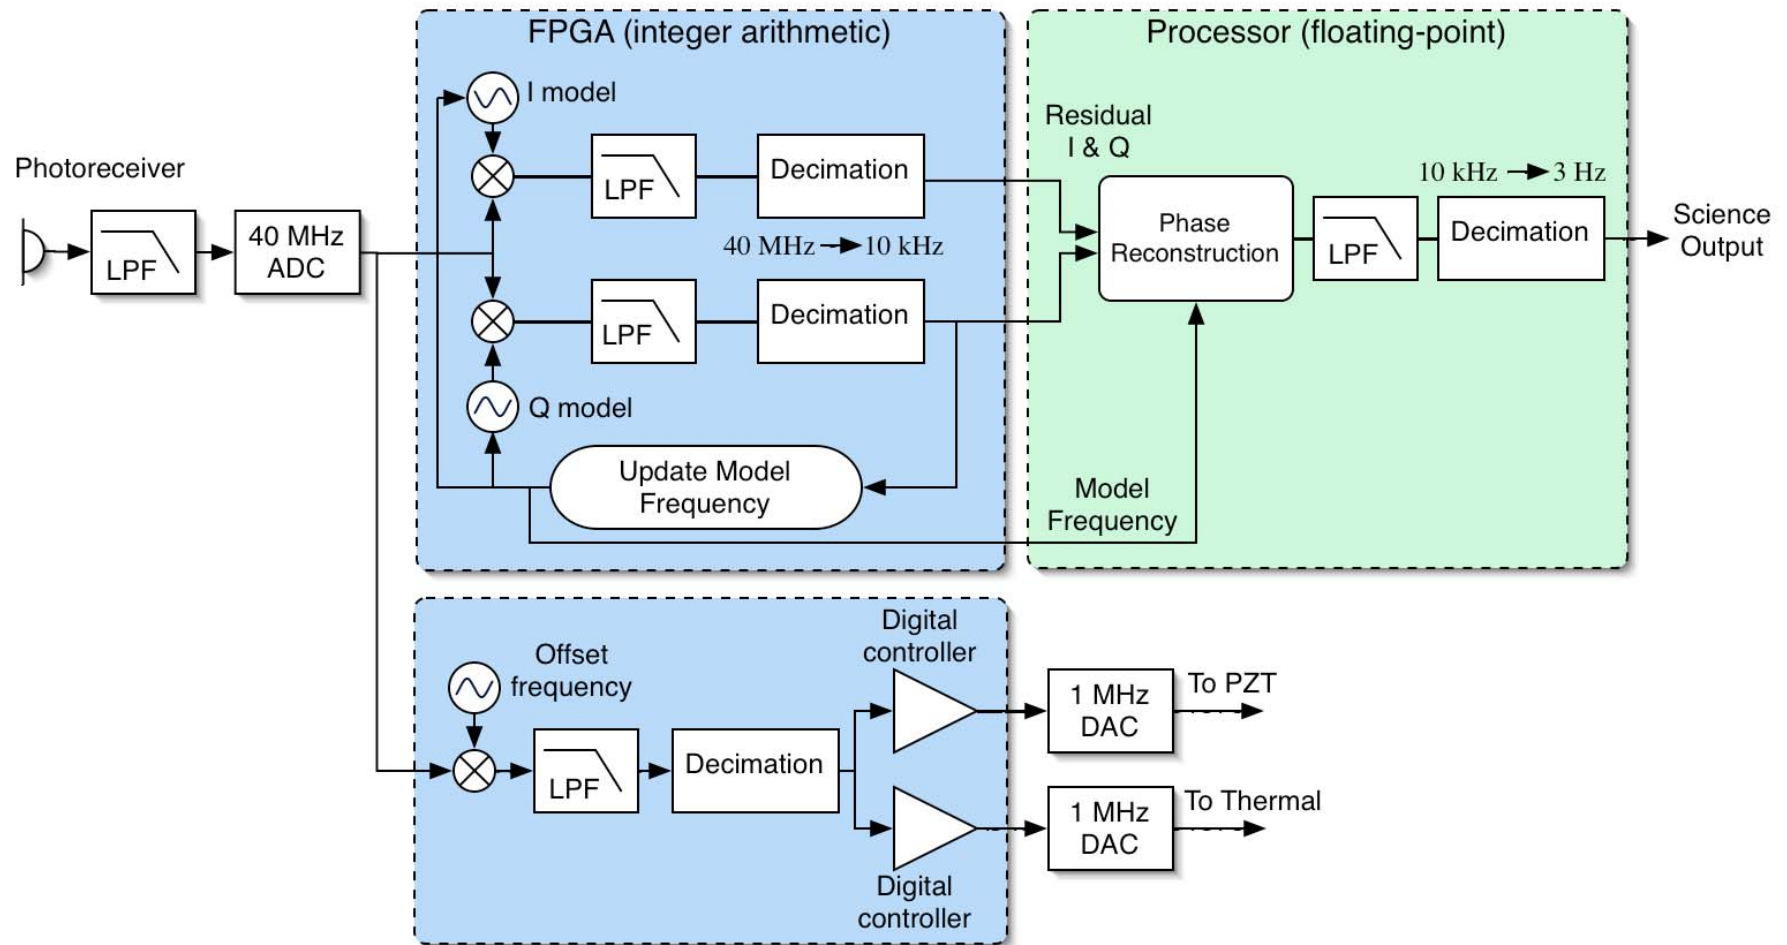 FPGA (integer arithmetic)
Processor (floating-point)
I model
Residual
I & Q
Photoreceiver
LPF
40 MHz
ADC
LPF
Decimation
40 MHz → 10 kHz
LPF
Decimation
Q model
Update Model
Frequency
Phase
Reconstruction
10 kHz → 3 Hz
LPF
Decimation
Science
Output
Model
Frequency
Offset
frequency
LPF
Decimation
Digital
controller
1 MHz
DAC
To PZT
Digital
controller
1 MHz
DAC
To Thermal